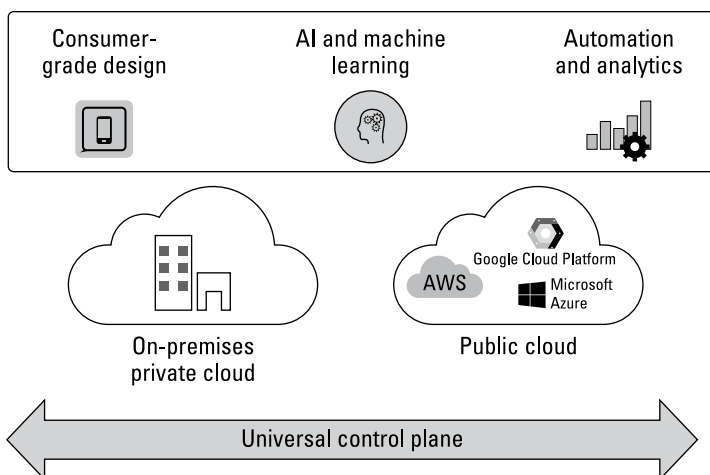 Consumer-
grade design
AI and machine
learning
Automation
and analytics
Google Cloud Platform
AWS
Microsoft
Azure
On-premises
private cloud
Public cloud
Universal control plane